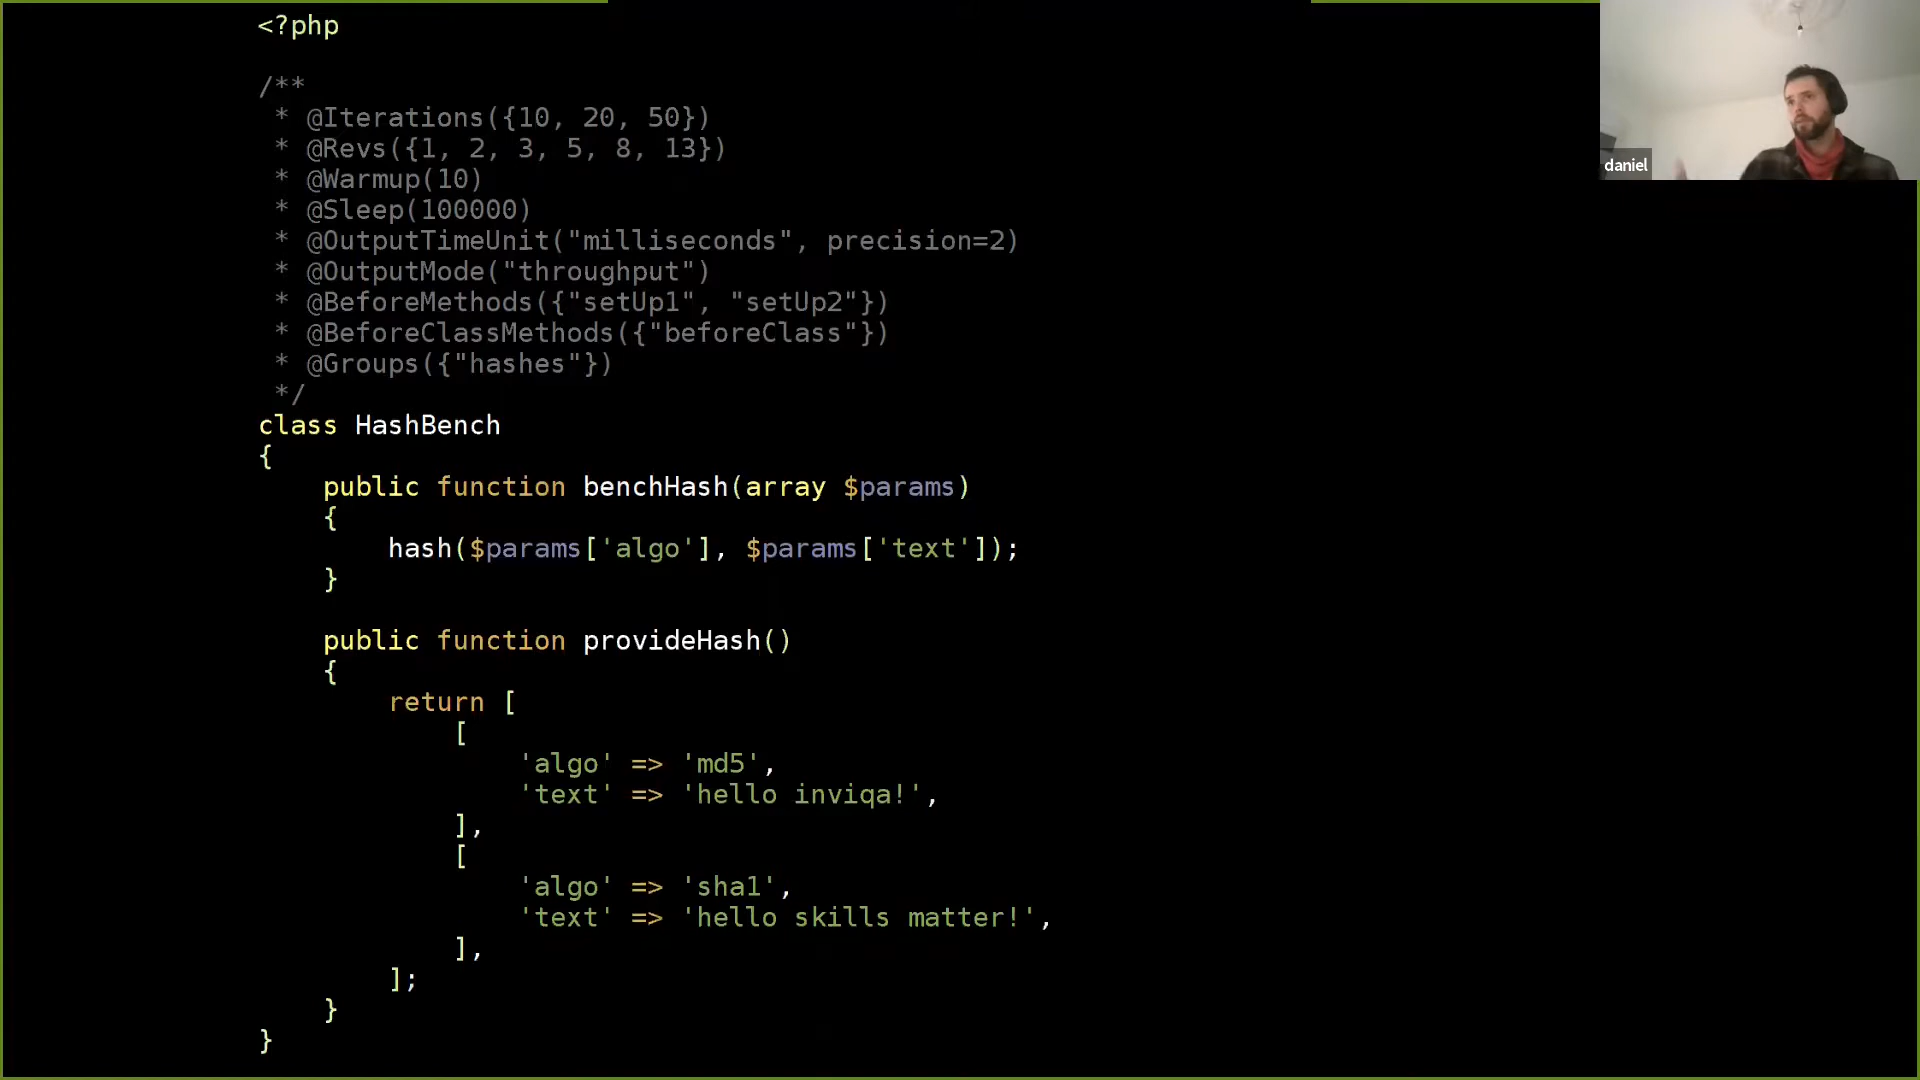 <?php
/**
 * @Iterations({10, 20, 50})
 * @Revs({1, 2, 3, 5, 8, 13})
 * @Warmup(10)
 * @Sleep(100000)
 * @OutputTimeUnit("milliseconds", precision=2)
 * @OutputMode("throughput")
 * @BeforeMethods({"setUp1", "setUp2"})
 * @BeforeClassMethods({"beforeClass"})
 * @Groups({"hashes"})
 */
class HashBench
{
    public function benchHash(array $params)
    {
        hash($params['algo'], $params['text']);
    }
    public function provideHash()
    {
        return [
            [
                'algo' => 'md5',
                'text' => 'hello inviqa!',
            ],
            [
                'algo' => 'sha1',
                'text' => 'hello skills matter!',
            ],
        ];
    }
}
daniel